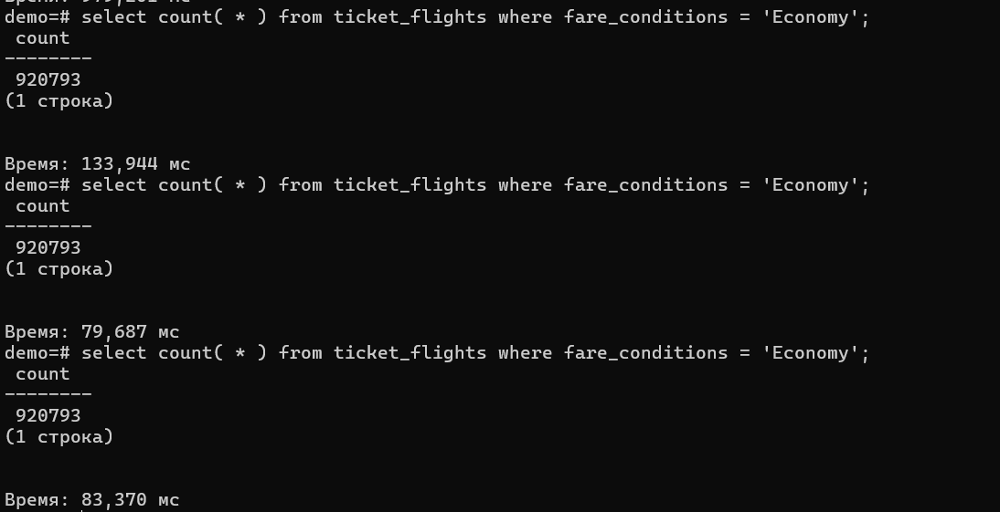 demo=# select count( * ) from ticket_flights where fare_conditions = 'Economy';
count
--------
920793
(1 строка)
Время: 133,944 мс
demo=# select count( * ) from ticket_flights where fare_conditions = 'Economy';
count
--------
920793
(1 строка)
Время: 79,687 мс
demo=# select count( * ) from ticket_flights where fare_conditions = 'Economy';
count
--------
920793
(1 строка)
Время: 83,370 мс